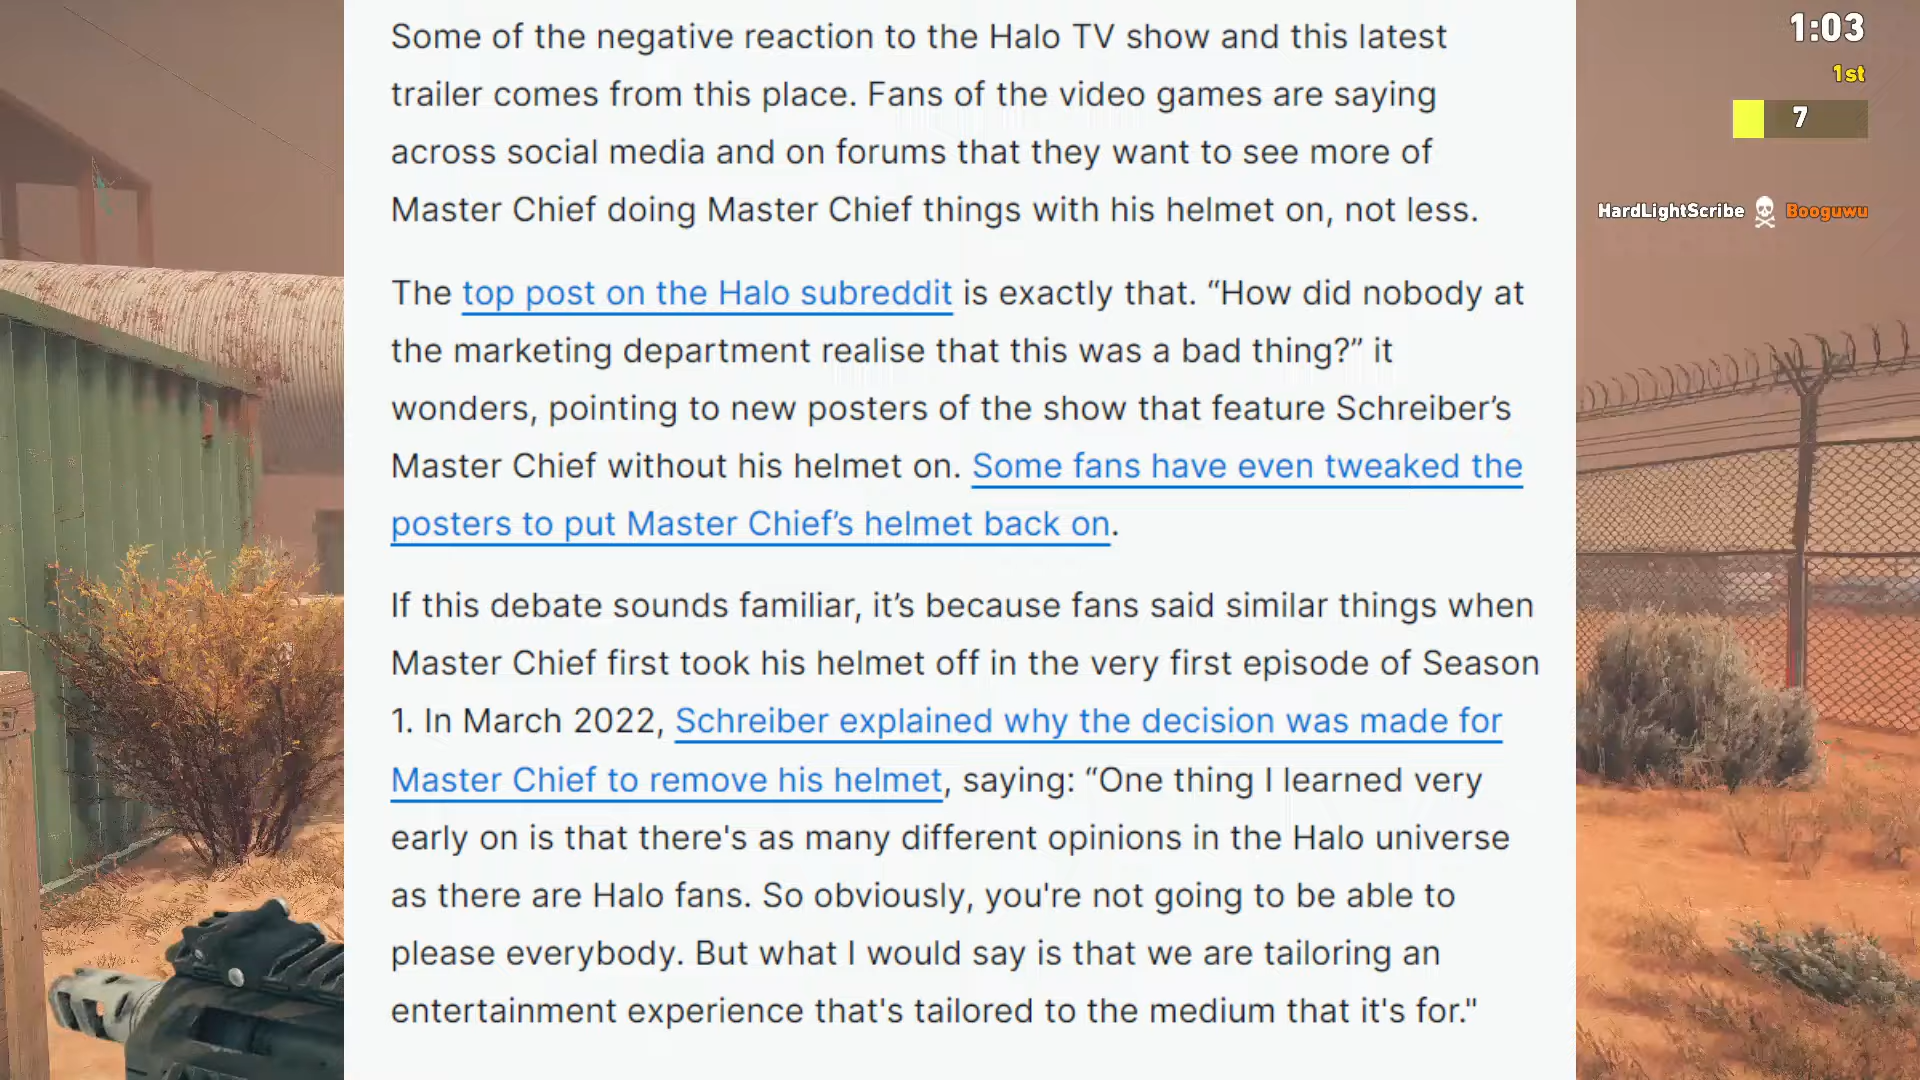 Some of the negative reaction to the Halo TV show and this latest
trailer comes from this place. Fans of the video games are saying
across social media and on forums that they want to see more of
Master Chief doing Master Chief things with his helmet on, not less.
The top post on the Halo subreddit is exactly that. “How did nobody at
the marketing department realise that this was a bad thing?” it
wonders, pointing to new posters of the show that feature Schreiber’s
Master Chief without his helmet on. Some fans have even tweaked the
posters to put Master Chief’s helmet back on.
If this debate sounds familiar, it’s because fans said similar things when
Master Chief first took his helmet off in the very first episode of Season
1. In March 2022, Schreiber explained why the decision was made for
Master Chief to remove his helmet, saying: “One thing I learned very
early on is that there's as many different opinions in the Halo universe
as there are Halo fans. So obviously, you're not going to be able to
please everybody. But what I would say is that we are tailoring an
entertainment experience that's tailored to the medium that it's for."
1:03
1st
7
HardLightScribe Booguwu